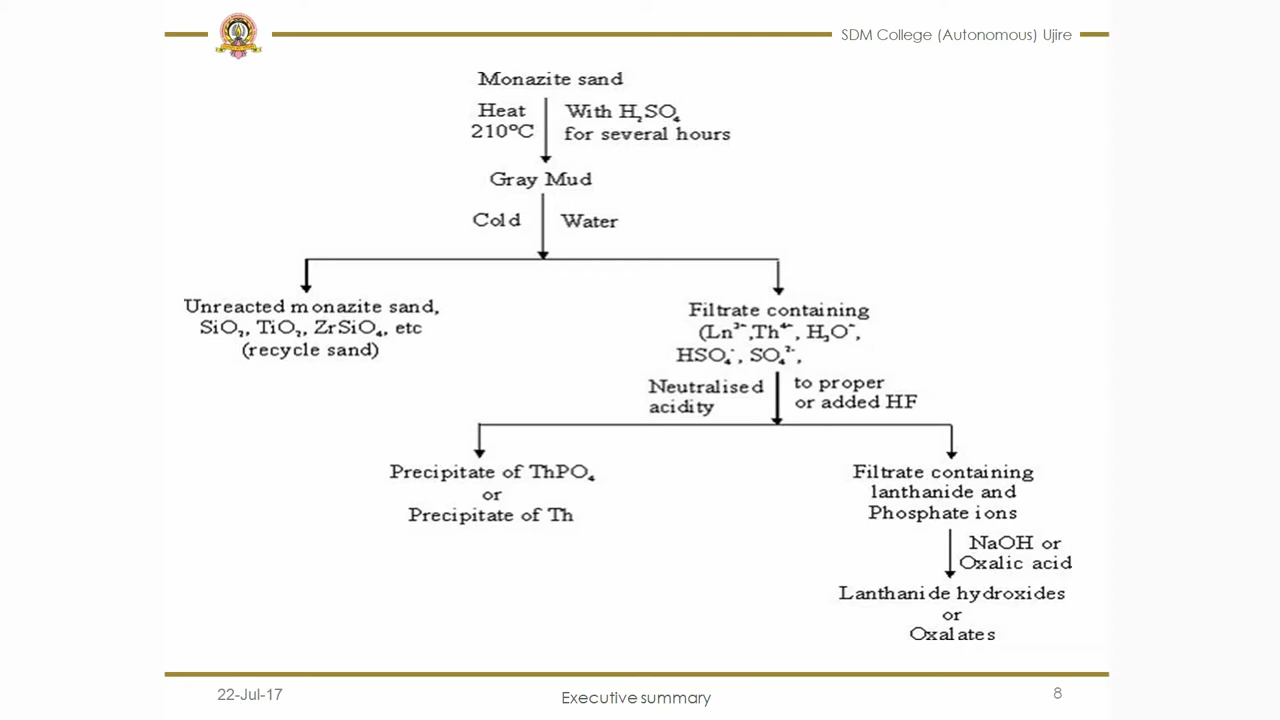 SDM College (Autonomous) Ujire
Monazite sand
Heat
210°C
With H₂SO₄
for several hours
Gray Mud
Cold
Water
Unreacted monazite sand,
SiO₂, TiO₂, ZrSiO₄, etc
(recycle sand)
Filtrate containing
(Ln³⁺,Th⁴⁺, H₃O⁺,
HSO₄⁻, SO₄²⁻,
Neutralised
acidity
to proper
or added HF
Precipitate of ThPO₄
or
Precipitate of Th
Filtrate containing
lanthanide and
Phosphate ions
NaOH or
Oxalic acid
Lanthanide hydroxides
or
Oxalates
22-Jul-17
Executive summary
8